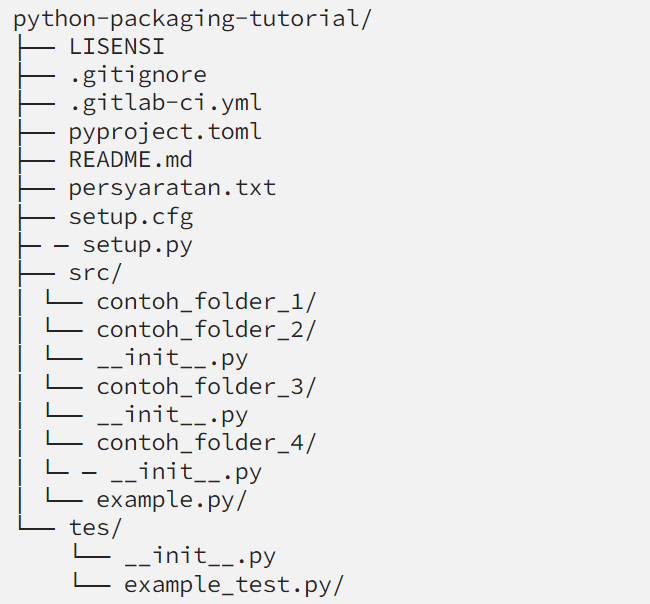 python-packaging-tutorial/
├── LISENSI
├── .gitignore
├── .gitlab-ci.yml
├── pyproject.toml
├── README.md
├── persyaratan.txt
├── setup.cfg
├─ ─ setup.py
├── src/
│ └── contoh_folder_1/
│ └── contoh_folder_2/
│ └── __init__.py
│ └── contoh_folder_3/
│ └── __init__.py
│ └── contoh_folder_4/
│ └─ ─ __init__.py
│ └── example.py/
└── tes/
    └── __init__.py
    └── example_test.py/